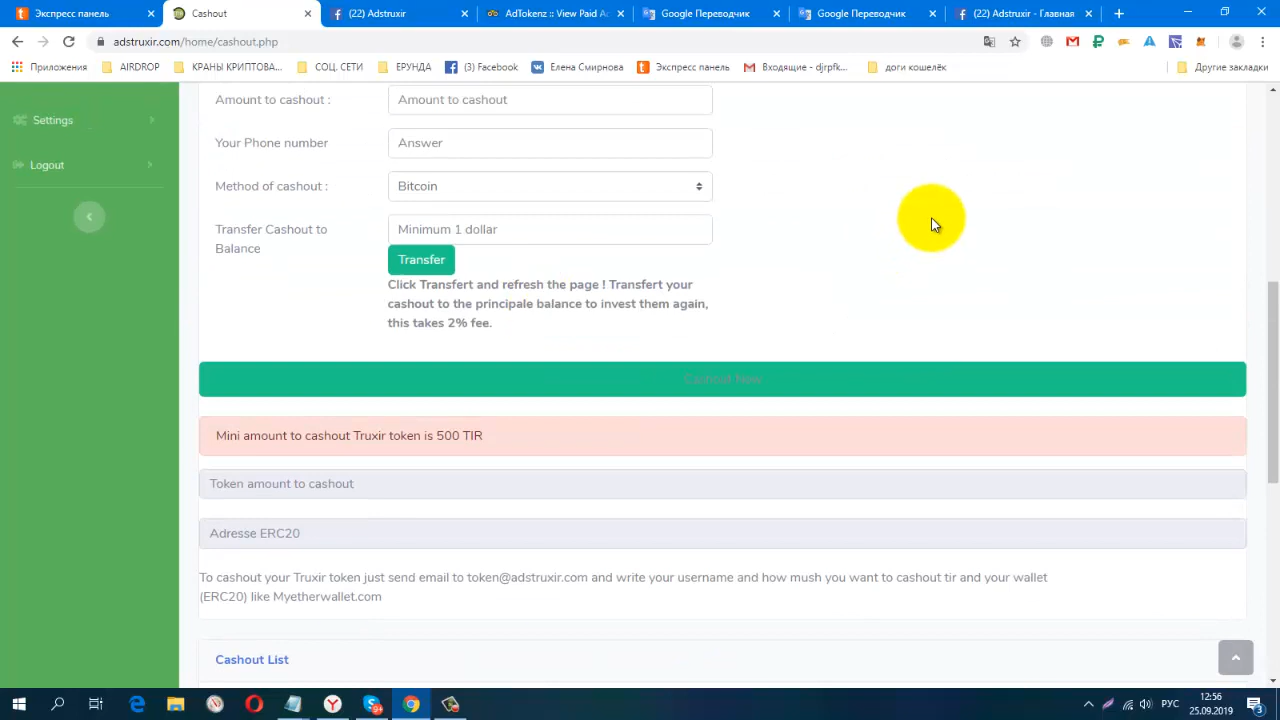 Экспресс панель
Cashout
(22) Adstruxir
AdTokenz :: View Paid Ac
Google Переводчик
Google Переводчик
(22) Adstruxir - Главная
adstruxir.com/home/cashout.php
Приложения
AIRDROP
КРАНЫ КРИПТОВА...
СОЦ. СЕТИ
ЕРУНДА
(3) Facebook
Елена Смирнова
Экспресс панель
Входящие - djrpfk...
доги кошелёк
Другие закладки
Settings
Logout
Amount to cashout :
Amount to cashout
Your Phone number
Answer
Method of cashout :
Bitcoin
Transfer Cashout to
Balance
Minimum 1 dollar
Transfer
Click Transfert and refresh the page ! Transfert your
cashout to the principale balance to invest them again,
this takes 2% fee.
Cashout Now
Mini amount to cashout Truxir token is 500 TIR
Token amount to cashout
Adresse ERC20
To cashout your Truxir token just send email to token@adstruxir.com and write your username and how mush you want to cashout tir and your wallet
(ERC20) like Myetherwallet.com
Cashout List
РУС
12:56
25.09.2019